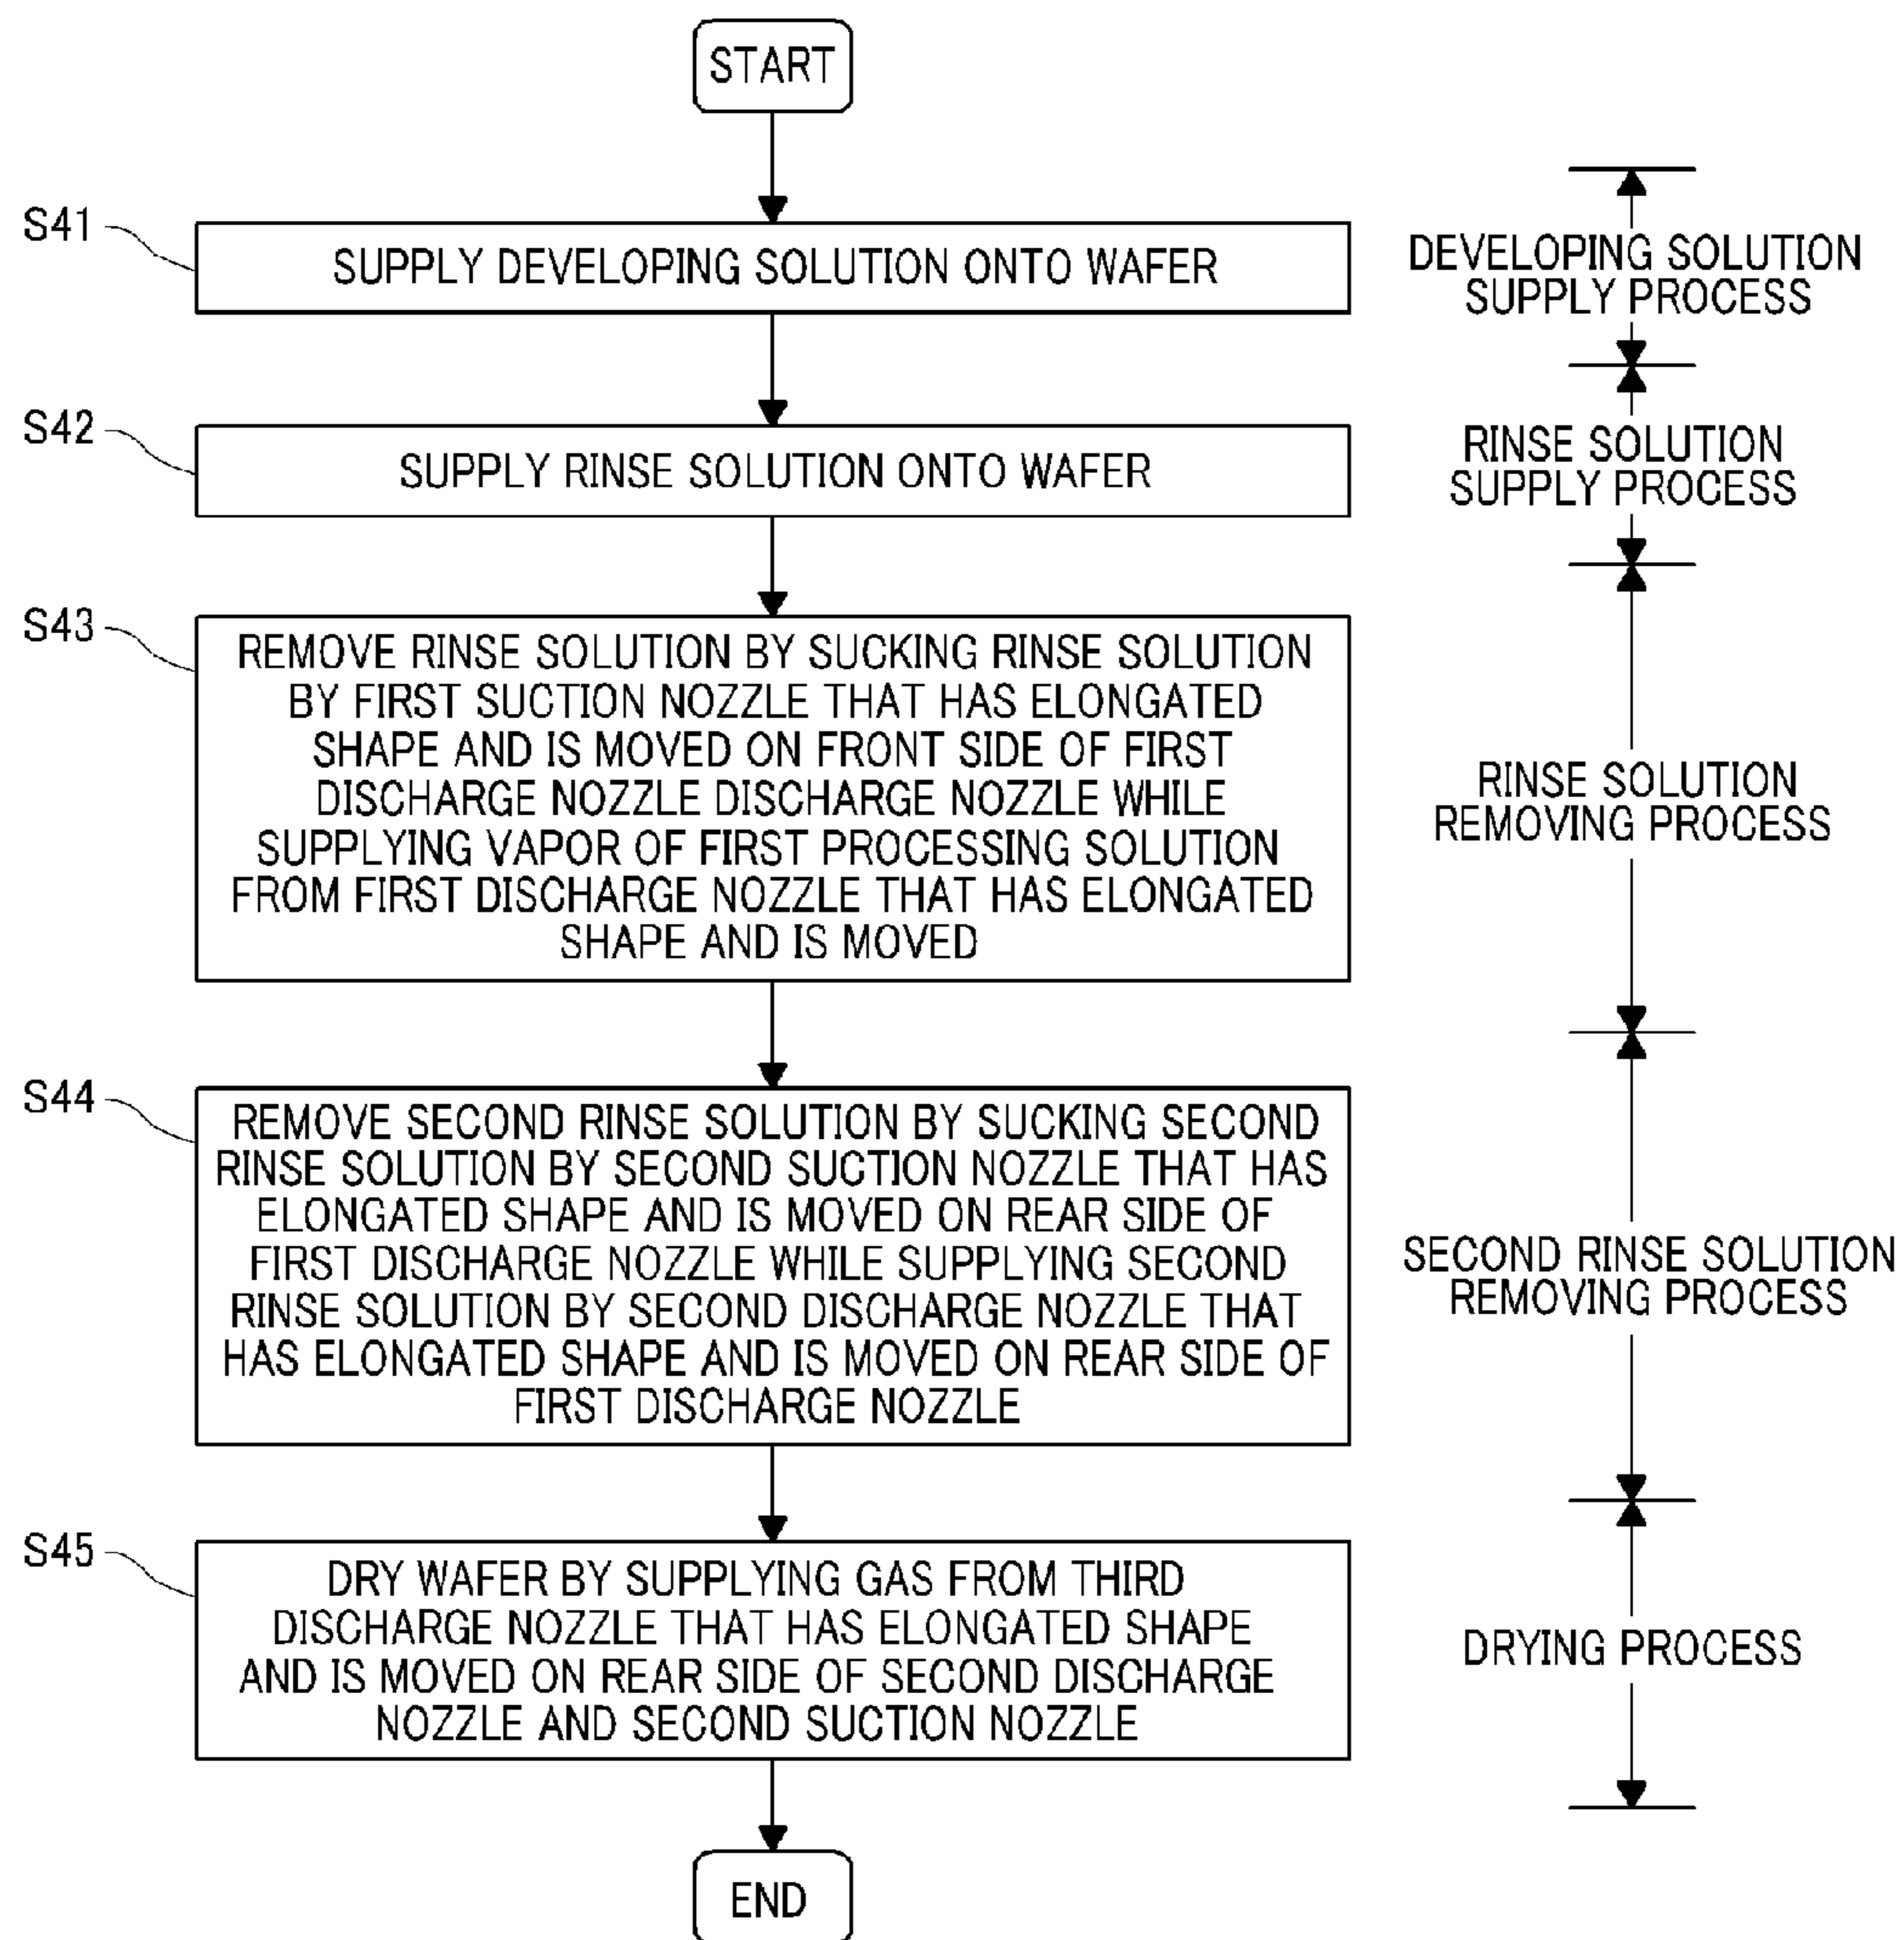 START
S41
SUPPLY DEVELOPING SOLUTION ONTO WAFER
DEVELOPING SOLUTION
SUPPLY PROCESS
S42
SUPPLY RINSE SOLUTION ONTO WAFER
RINSE SOLUTION
SUPPLY PROCESS
S43
REMOVE RINSE SOLUTION BY SUCKING RINSE SOLUTION
BY FIRST SUCTION NOZZLE THAT HAS ELONGATED
SHAPE AND IS MOVED ON FRONT SIDE OF FIRST
DISCHARGE NOZZLE DISCHARGE NOZZLE WHILE
SUPPLYING VAPOR OF FIRST PROCESSING SOLUTION
FROM FIRST DISCHARGE NOZZLE THAT HAS ELONGATED
SHAPE AND IS MOVED
RINSE SOLUTION
REMOVING PROCESS
S44
REMOVE SECOND RINSE SOLUTION BY SUCKING SECOND
RINSE SOLUTION BY SECOND SUCTION NOZZLE THAT HAS
ELONGATED SHAPE AND IS MOVED ON REAR SIDE OF
FIRST DISCHARGE NOZZLE WHILE SUPPLYING SECOND
RINSE SOLUTION BY SECOND DISCHARGE NOZZLE THAT
HAS ELONGATED SHAPE AND IS MOVED ON REAR SIDE OF
FIRST DISCHARGE NOZZLE
SECOND RINSE SOLUTION
REMOVING PROCESS
S45
DRY WAFER BY SUPPLYING GAS FROM THIRD
DISCHARGE NOZZLE THAT HAS ELONGATED SHAPE
AND IS MOVED ON REAR SIDE OF SECOND DISCHARGE
NOZZLE AND SECOND SUCTION NOZZLE
DRYING PROCESS
END